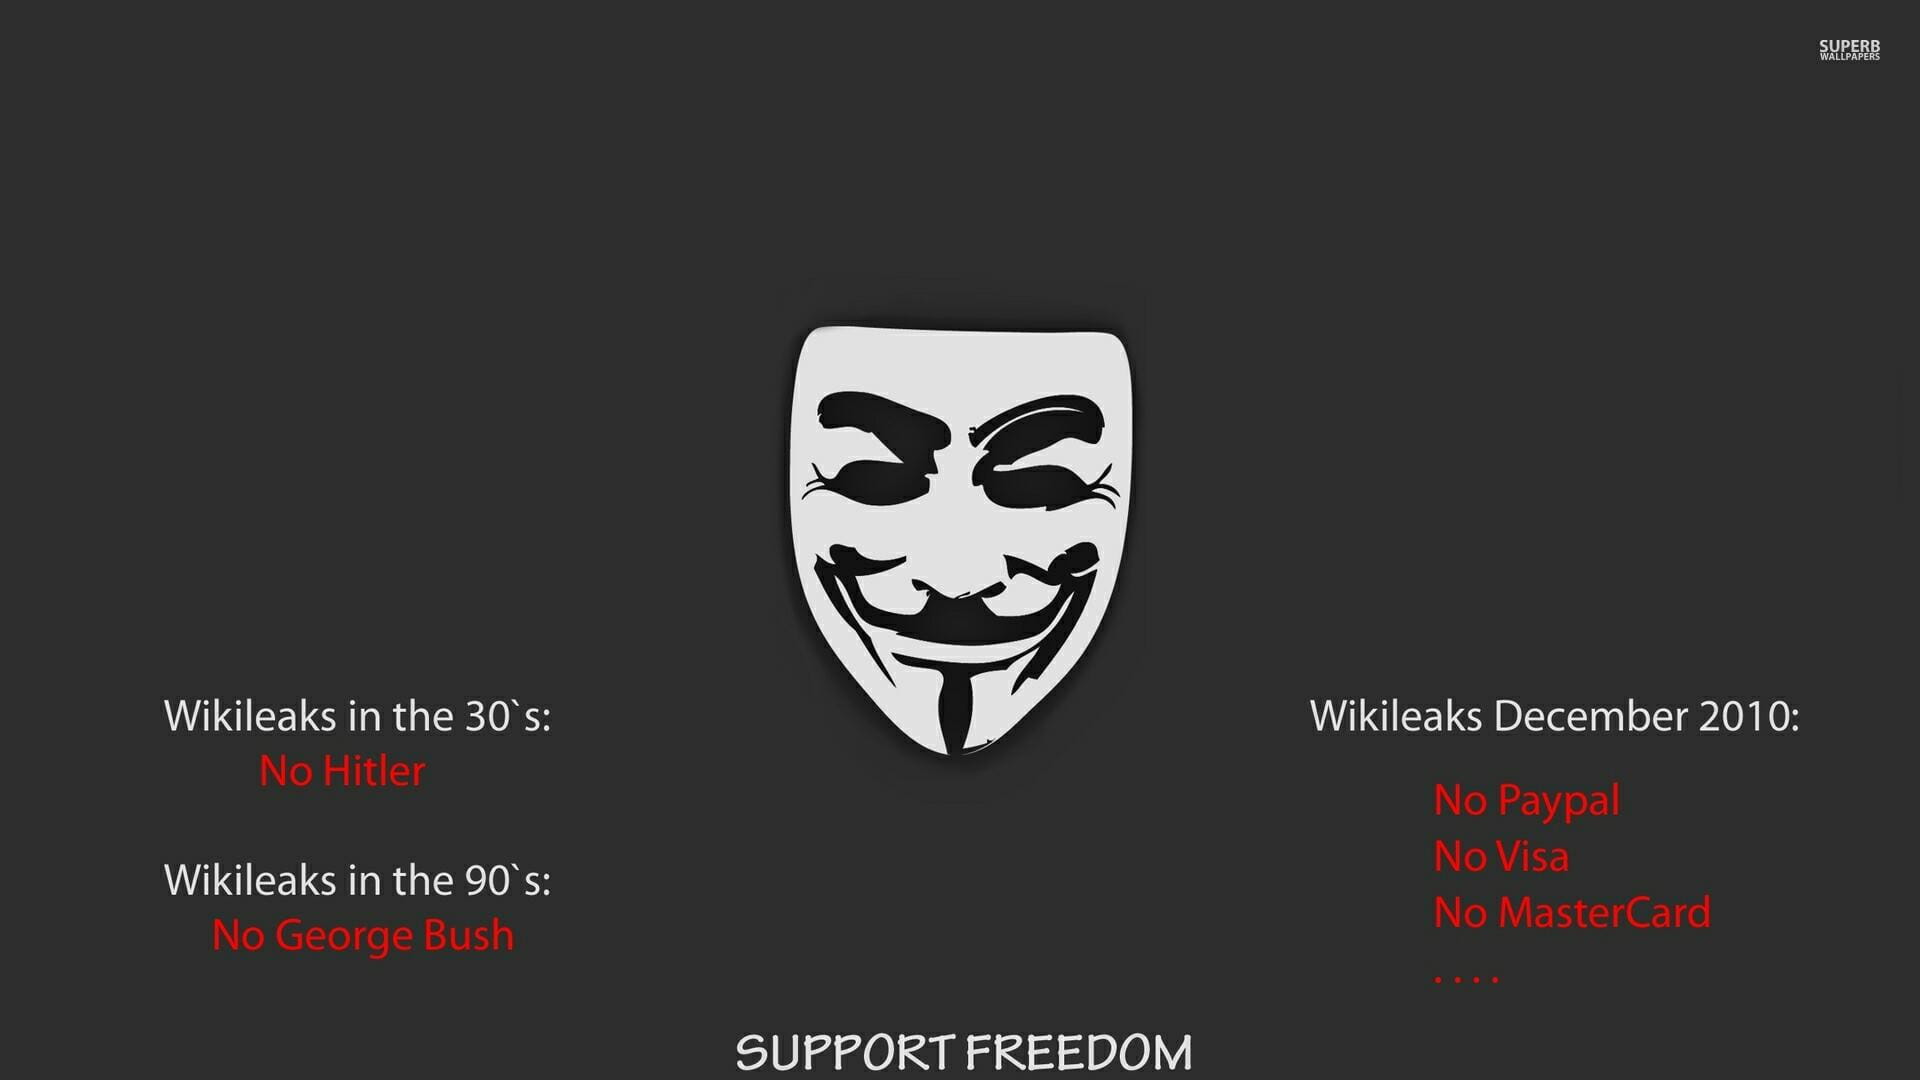 SUPERB
WALLPAPERS
Wikileaks in the 30`s:
No Hitler
Wikileaks in the 90`s:
No George Bush
Wikileaks December 2010:
No Paypal
No Visa
No MasterCard
. . . .
SUPPORT FREEDOM